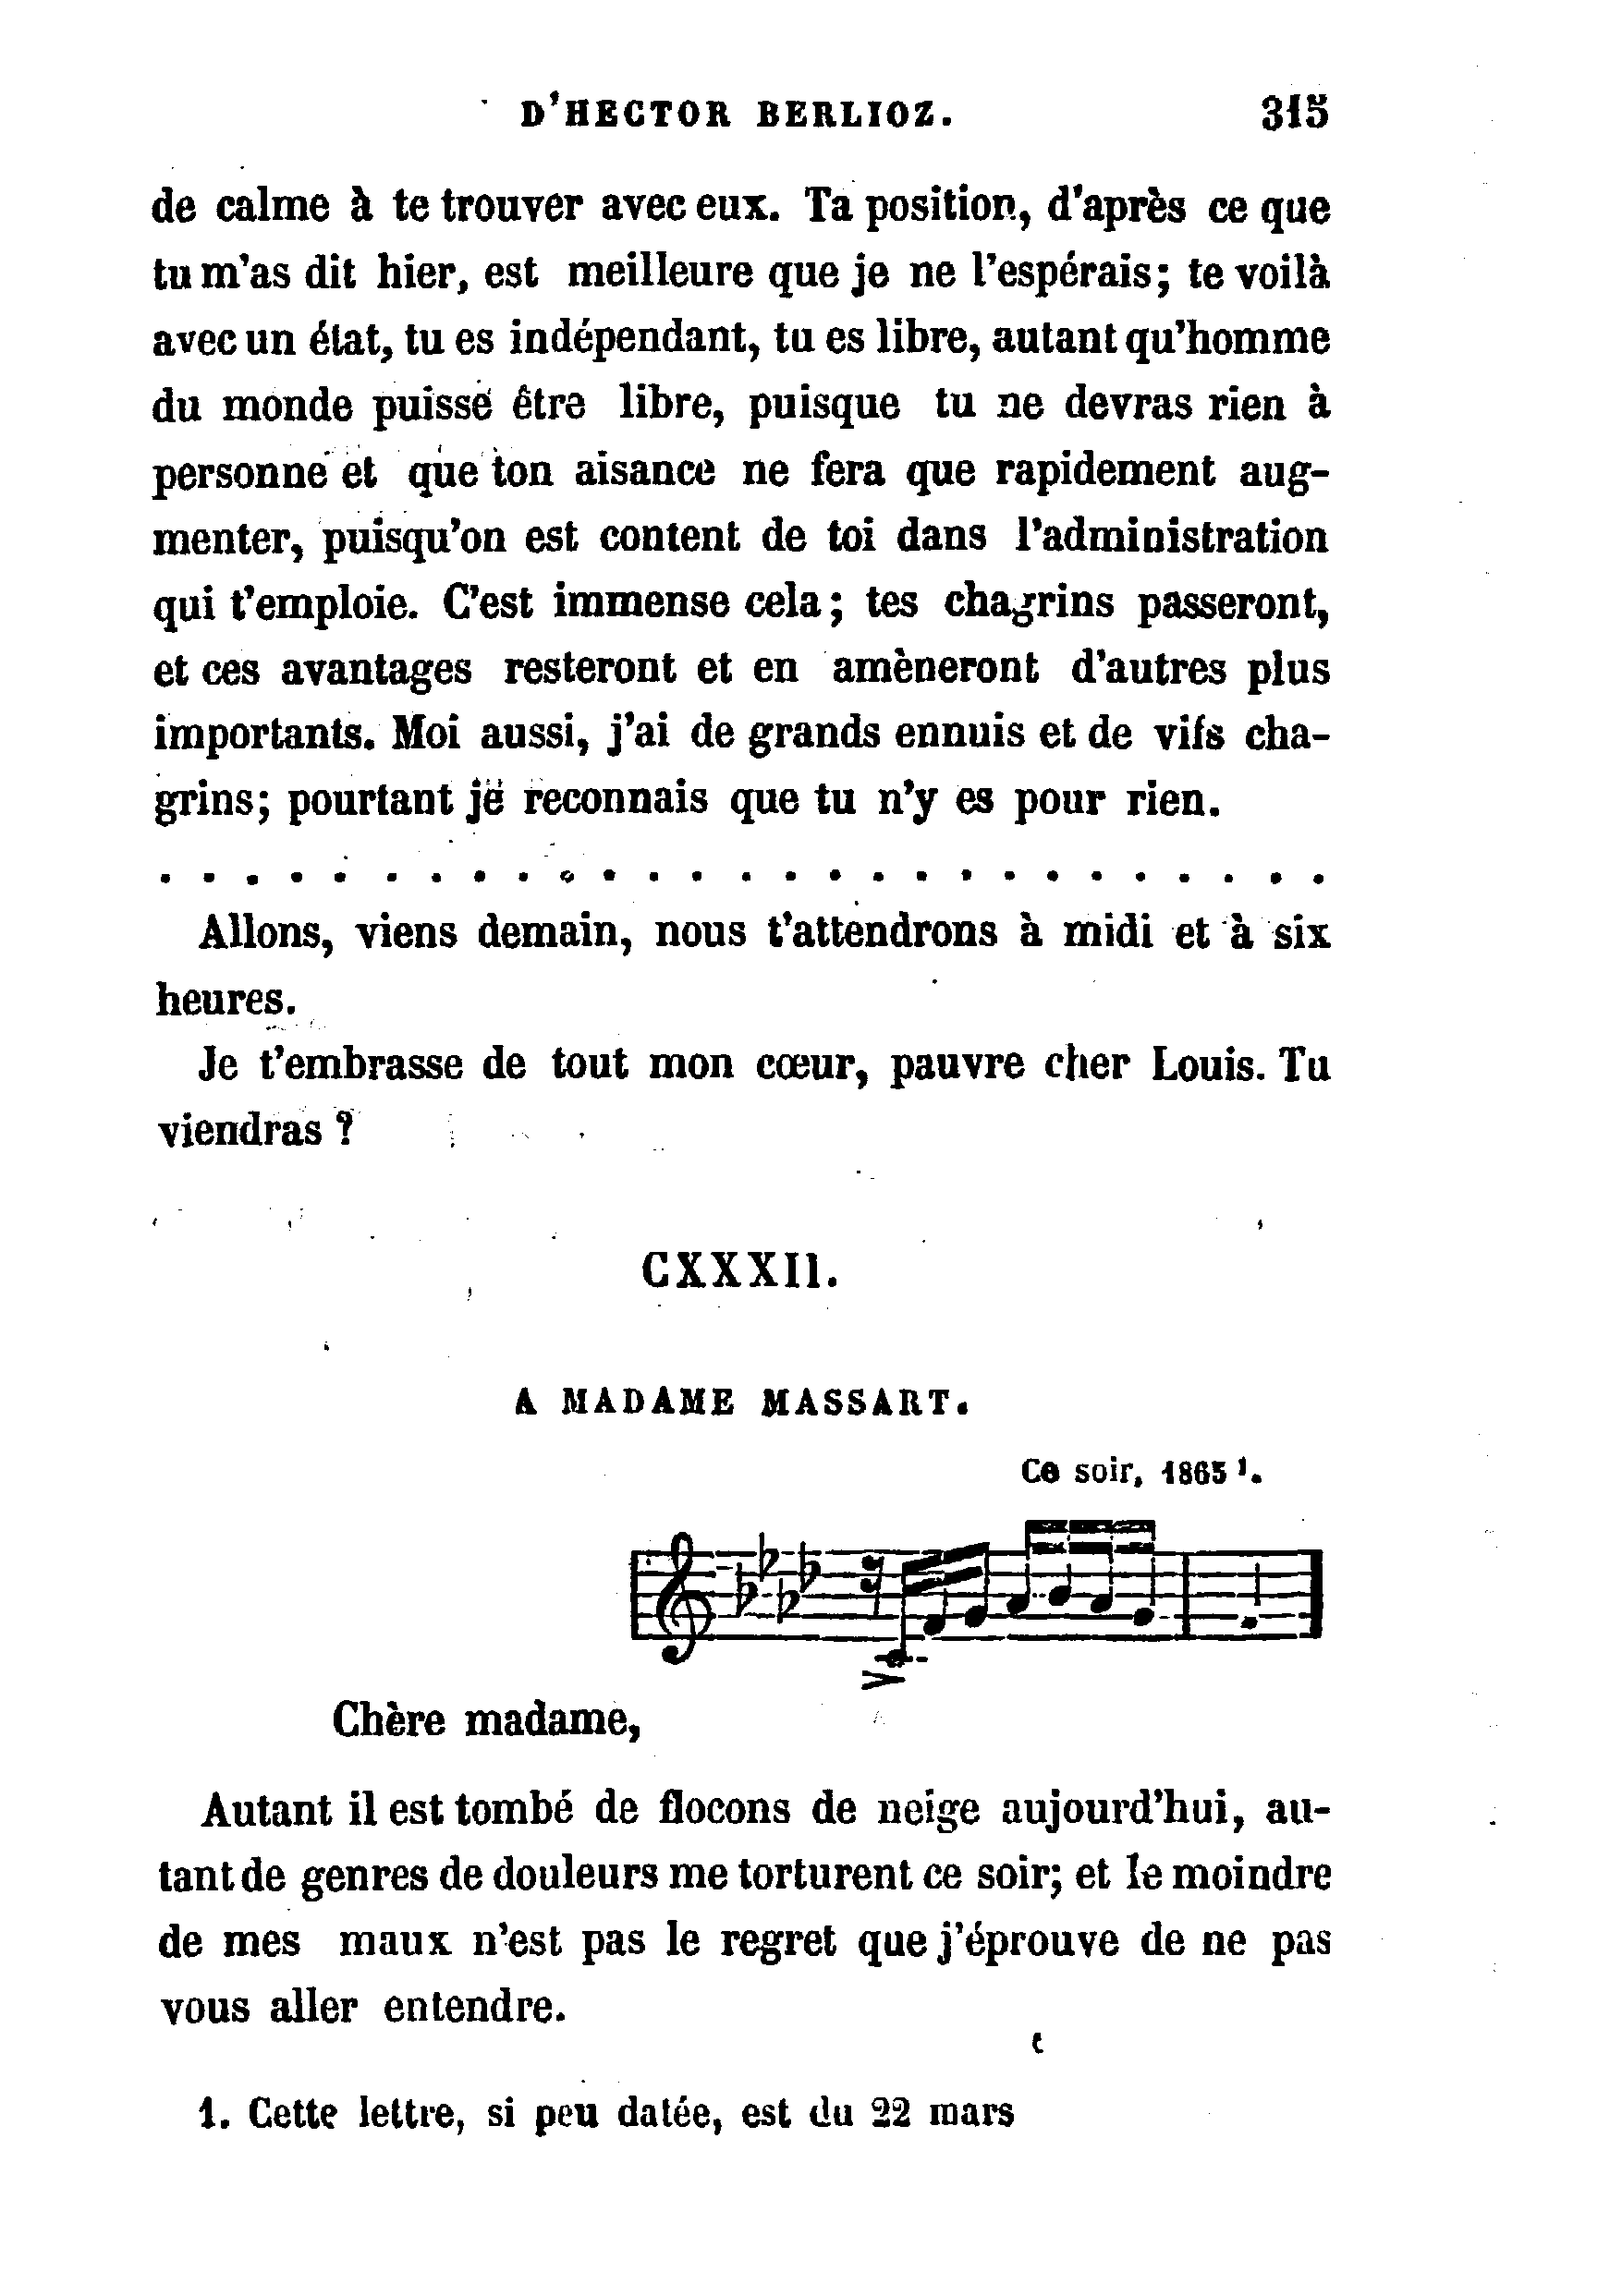 D'HECTOR BERLIOZ. 315
de calme à te trouver avec eux. Ta position, d'après ce que
tu m'as dit hier, est meilleure que je ne l'espérais; te voilà
avec un état, tu es indépendant, tu es libre, autant qu'homme
du monde puisse être libre, puisque tu ne devras rien à
personne et que ton aisance ne fera que rapidement aug-
menter, puisqu'on est content de toi dans l'administration
qui t'emploie. C'est immense cela; tes chagrins passeront,
et ces avantages resteront et en amèneront d'autres plus
importants. Moi aussi, j'ai de grands ennuis et de vifs cha-
grins; pourtant je reconnais que tu n'y es pour rien.
. . . . . . . . . . . . . . . . . . . . . . . . . . .
Allons, viens demain, nous t'attendrons à midi et à six
heures.
Je t'embrasse de tout mon cœur, pauvre cher Louis. Tu
viendras ?
CXXXII.
A MADAME MASSART.
Ce soir, 1865 ¹.
Chère madame,
Autant il est tombé de flocons de neige aujourd'hui, au-
tant de genres de douleurs me torturent ce soir; et le moindre
de mes maux n'est pas le regret que j'éprouve de ne pas
vous aller entendre.
1. Cette lettre, si peu datée, est du 22 mars